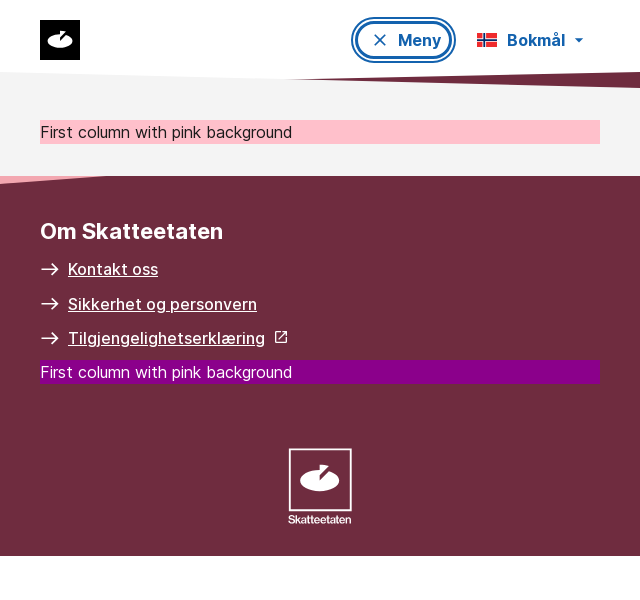 Meny
Bokmål
First column with pink background
Om Skatteetaten
Kontakt oss
Sikkerhet og personvern
Tilgjengelighetserklæring
First column with pink background
Skatteetaten